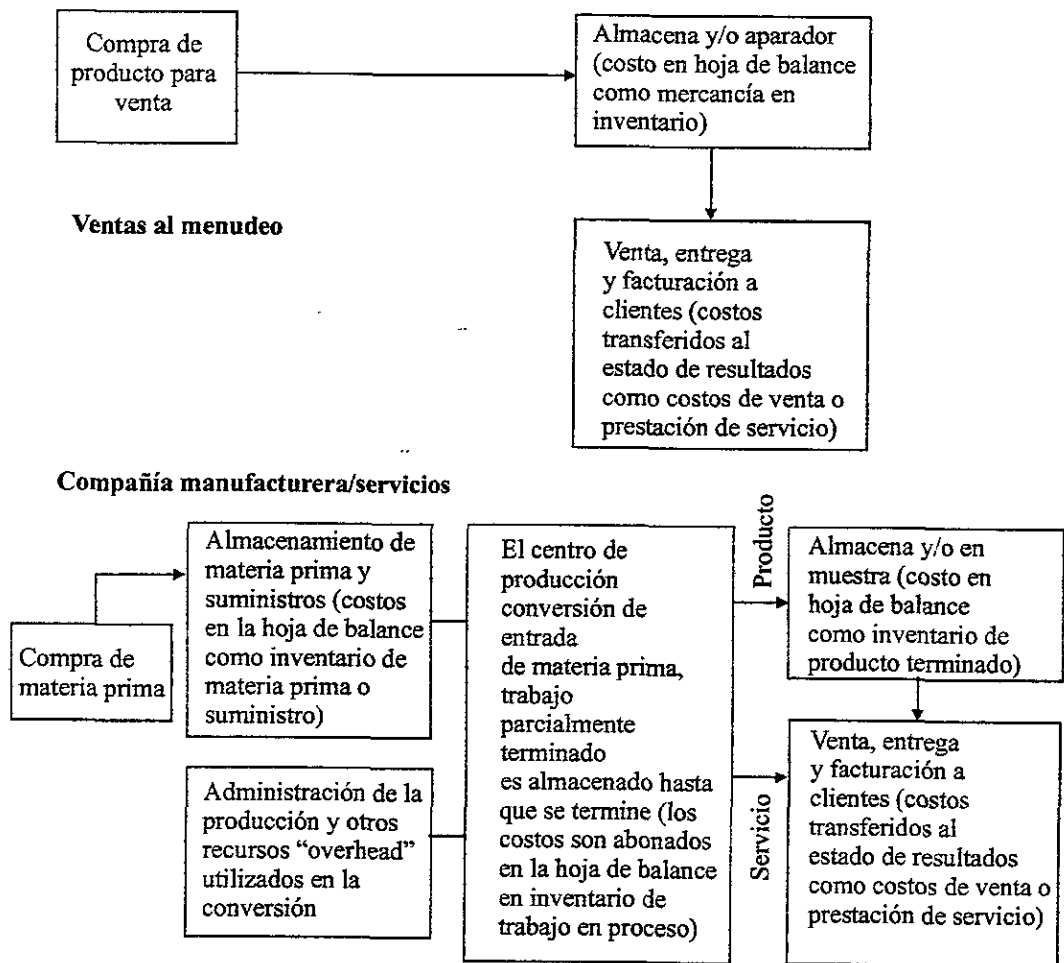 Compra de
producto para
venta
Almacena y/o aparador
(costo en hoja de balance
como mercancía en
inventario)
Ventas al menudeo
Venta, entrega
y facturación a
clientes (costos
transferidos al
estado de resultados
como costos de venta o
prestación de servicio)
Compañía manufacturera/servicios
Compra de
materia prima
Almacenamiento de
materia prima y
suministros (costos
en la hoja de balance
como inventario de
materia prima o
suministro)
Administración de la
producción y otros
recursos “overhead”
utilizados en la
conversión
El centro de
producción
conversión de
entrada
de materia prima,
trabajo
parcialmente
terminado
es almacenado hasta
que se termine (los
costos son abonados
en la hoja de balance
en inventario de
trabajo en proceso)
Producto
Almacena y/o en
muestra (costo en
hoja de balance
como inventario de
producto terminado)
Servicio
Venta, entrega
y facturación a
clientes (costos
transferidos al
estado de resultados
como costos de venta o
prestación de servicio)